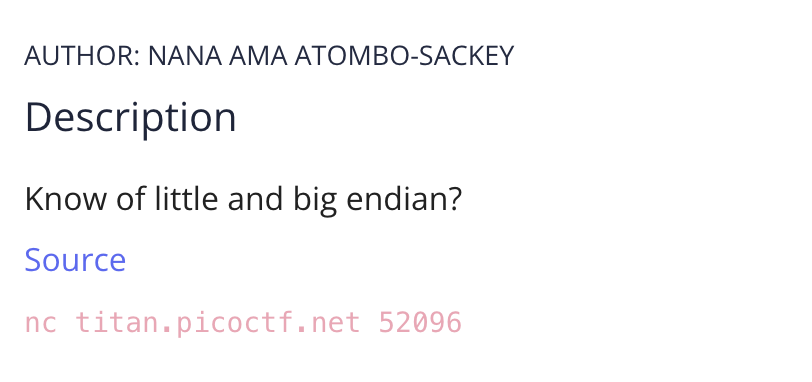 AUTHOR: NANA AMA ATOMBO-SACKEY
Description
Know of little and big endian?
Source
nc titan.picoctf.net 52096